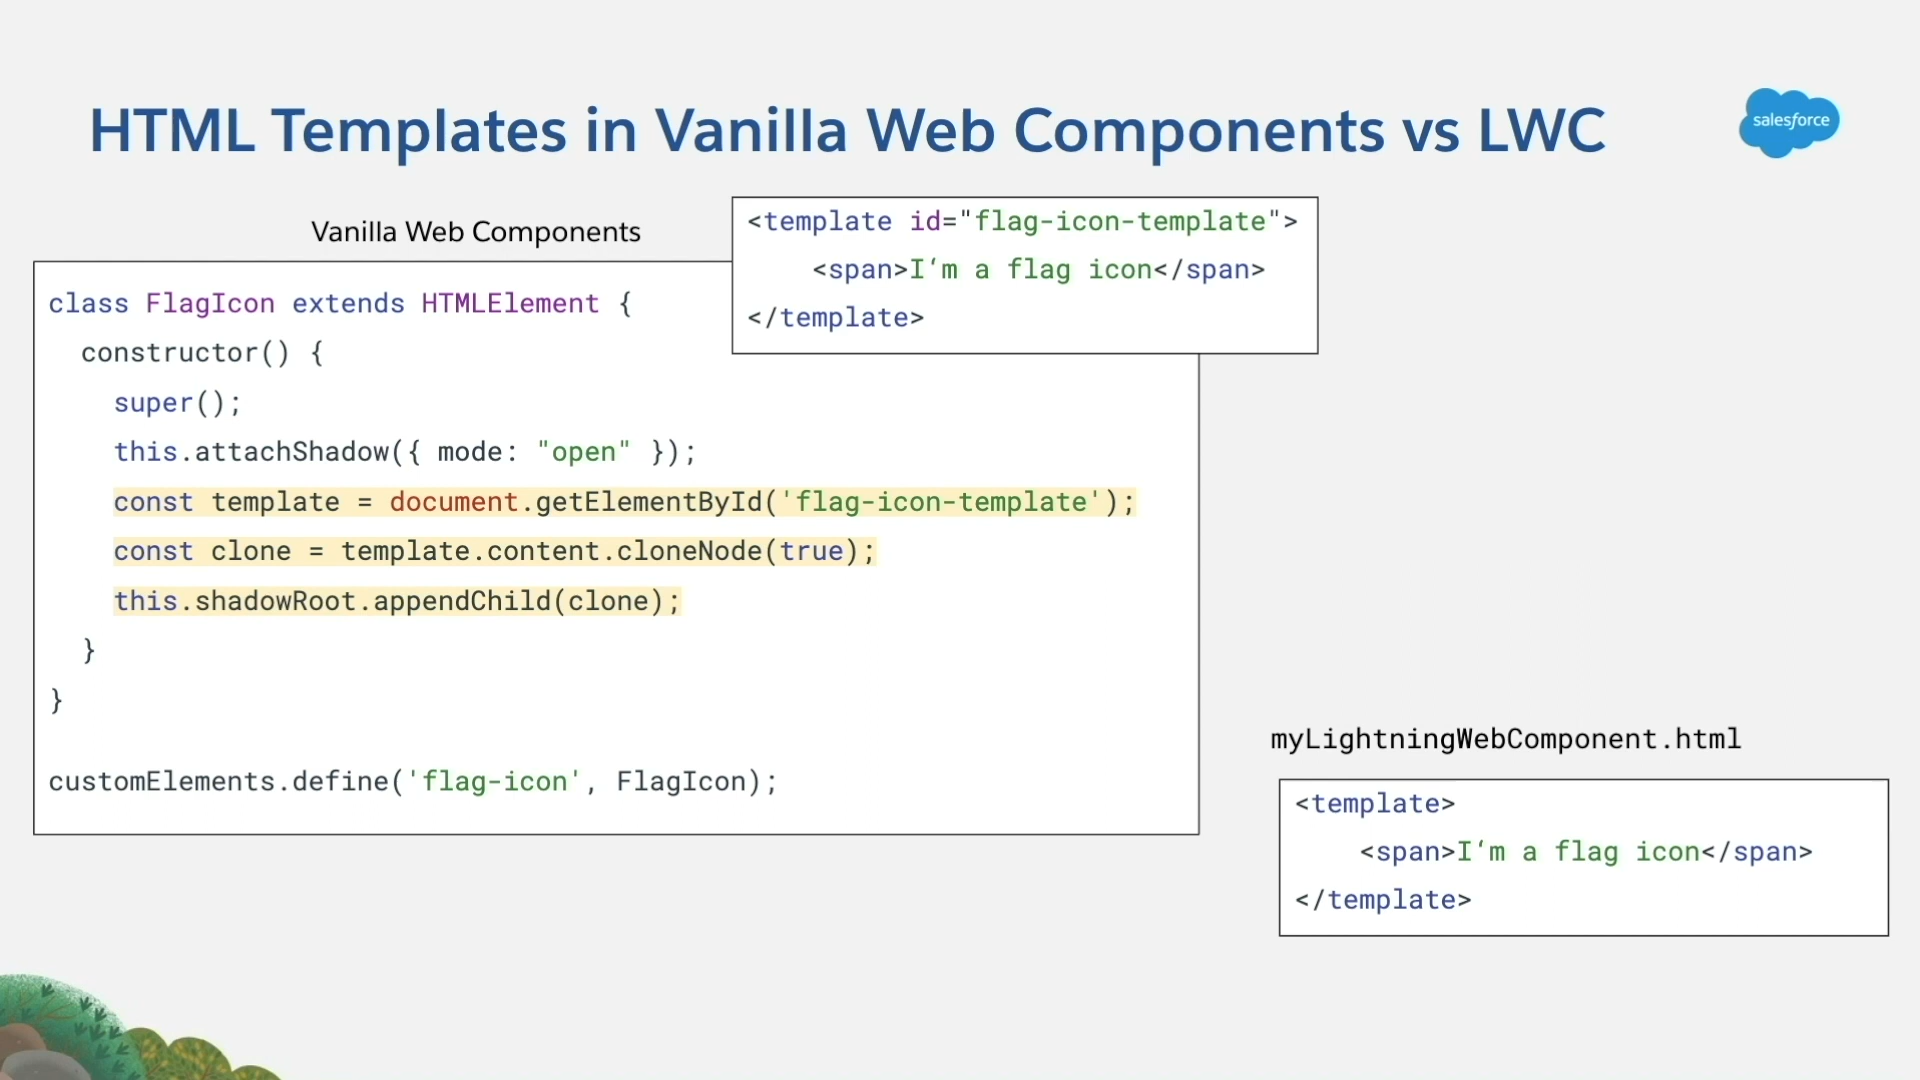 HTML Templates in Vanilla Web Components vs LWC
salesforce
Vanilla Web Components
<template id="flag-icon-template">
    <span>I‘m a flag icon</span>
</template>
class FlagIcon extends HTMLElement {
  constructor() {
    super();
    this.attachShadow({ mode: "open" });
    const template = document.getElementById('flag-icon-template');
    const clone = template.content.cloneNode(true);
    this.shadowRoot.appendChild(clone);
  }
}
customElements.define('flag-icon', FlagIcon);
myLightningWebComponent.html
<template>
    <span>I‘m a flag icon</span>
</template>